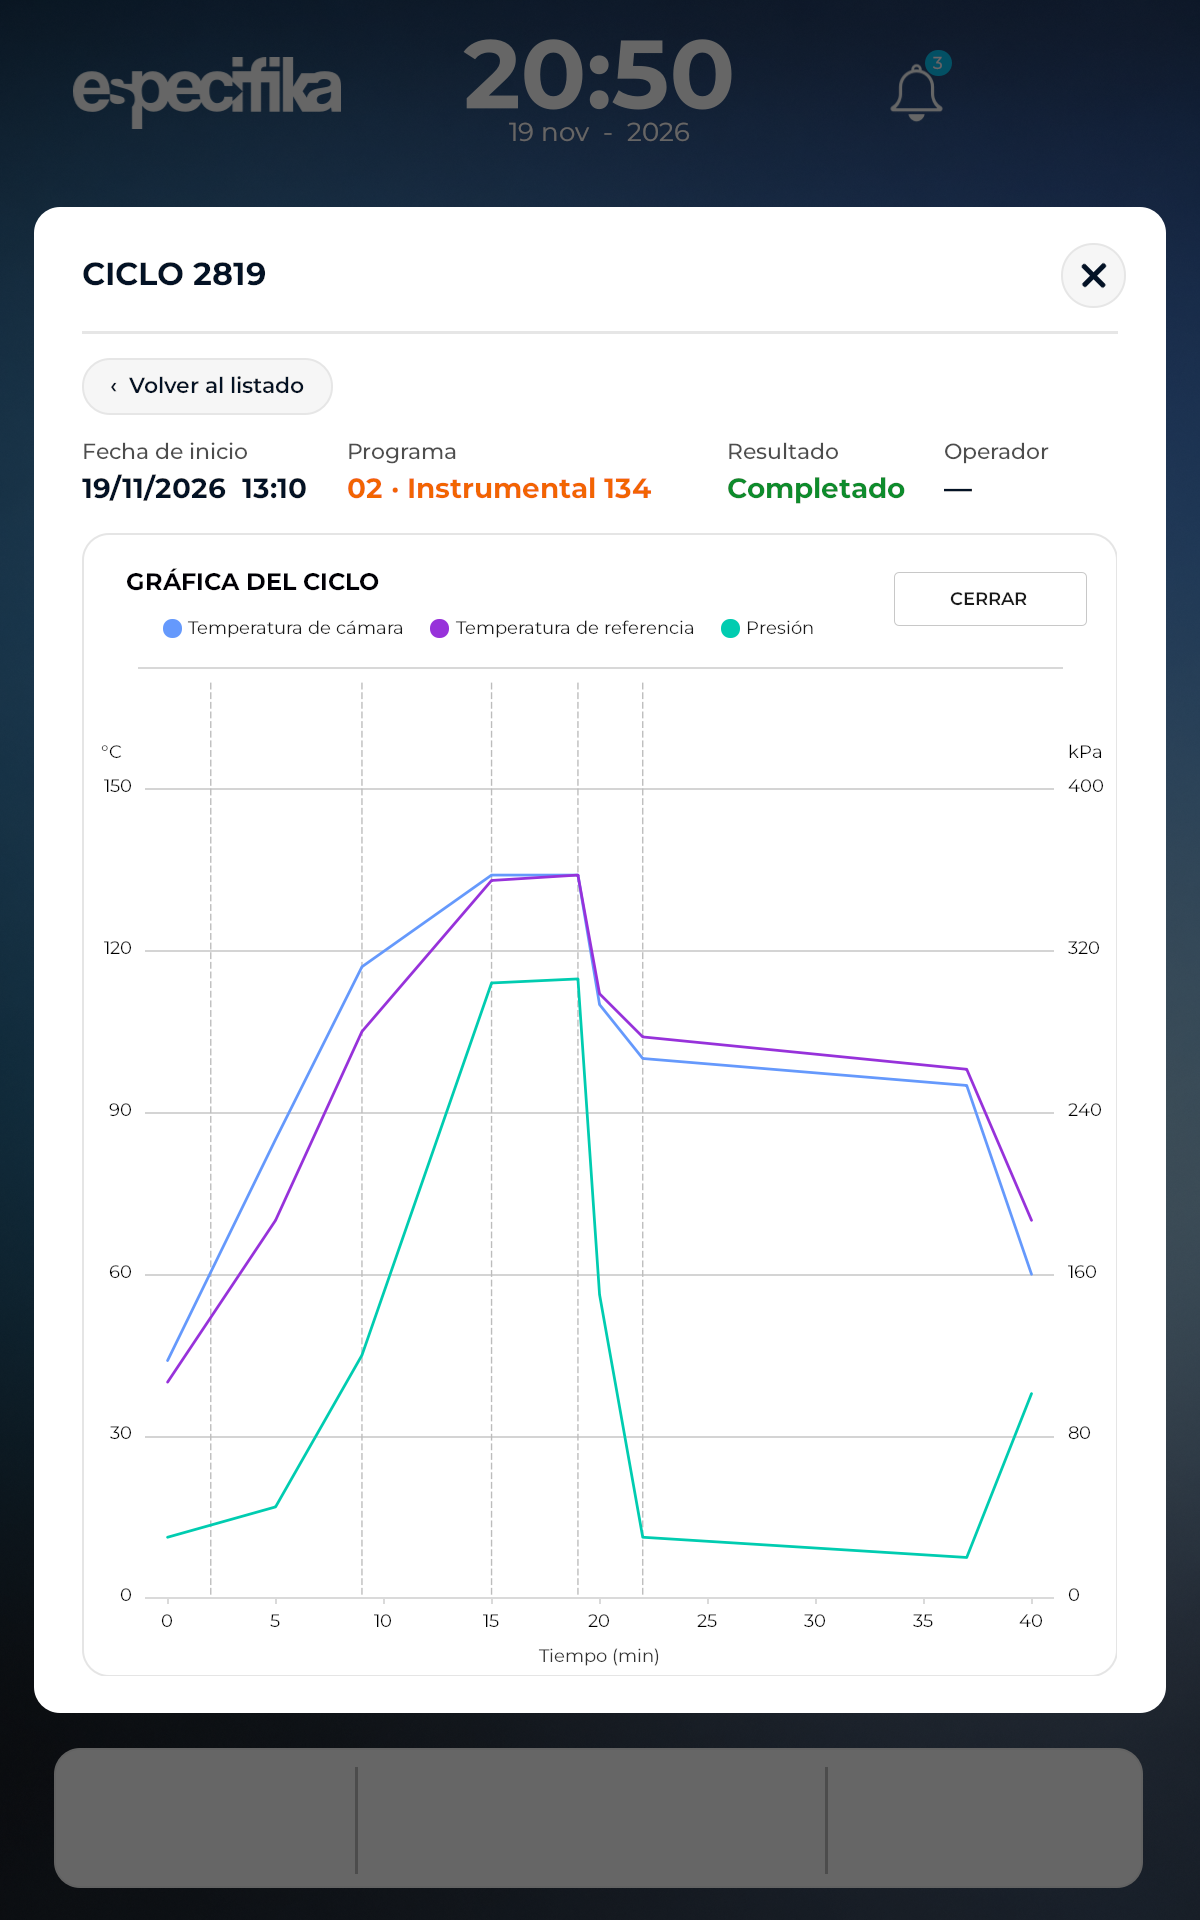 especifika
20:50
3
19 nov - 2026
CICLO 2819
‹ Volver al listado
Fecha de inicio Programa Resultado Operador
19/11/2026 13:10 02 · Instrumental 134 Completado —
GRÁFICA DEL CICLO
CERRAR
Temperatura de cámara Temperatura de referencia Presión
°C kPa
150 400
120 320
90 240
60 160
30 80
0 0
0 5 10 15 20 25 30 35 40
Tiempo (min)